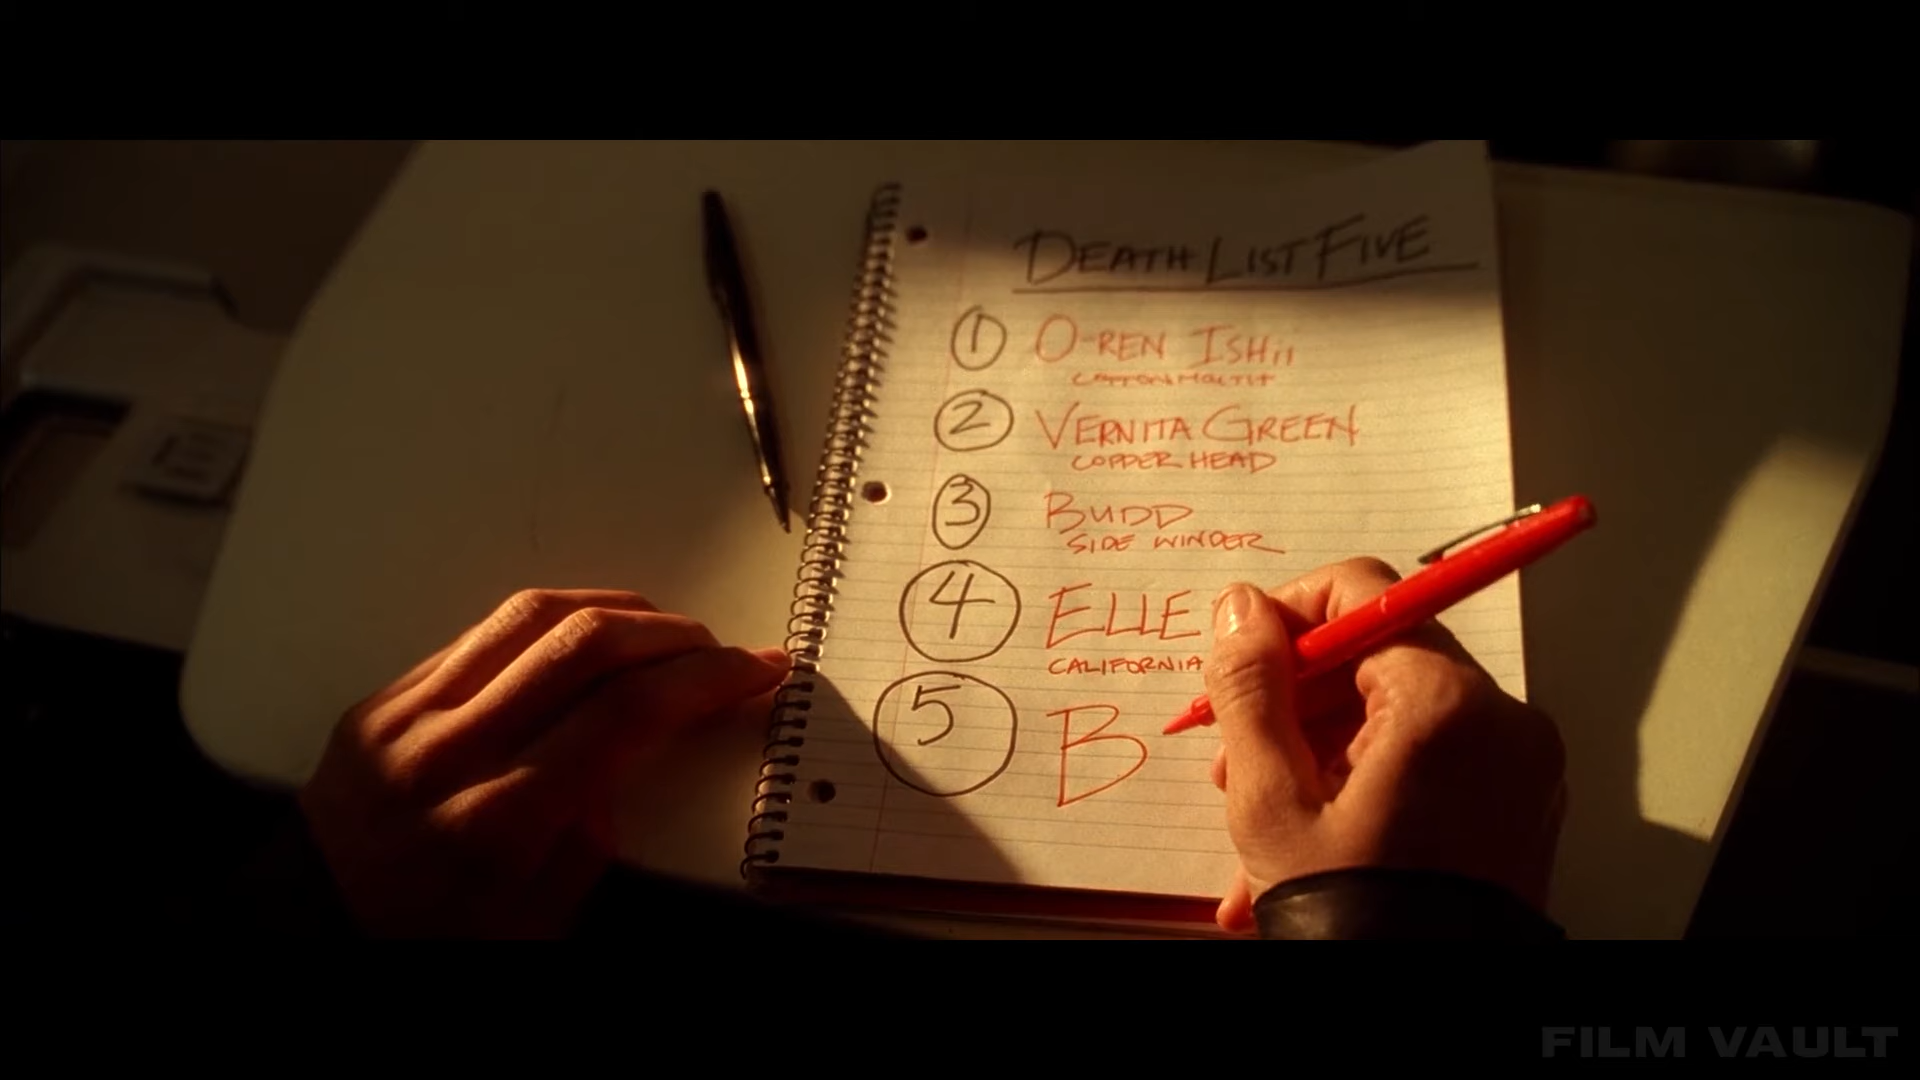 DEATH LIST FIVE
1 O-REN ISHii
COTTONMOUTH
2 VERNITA GREEN
COPPER HEAD
3 BUDD
SIDE WINDER
4 ELLE
CALIFORNIA
5 B
FILM VAULT